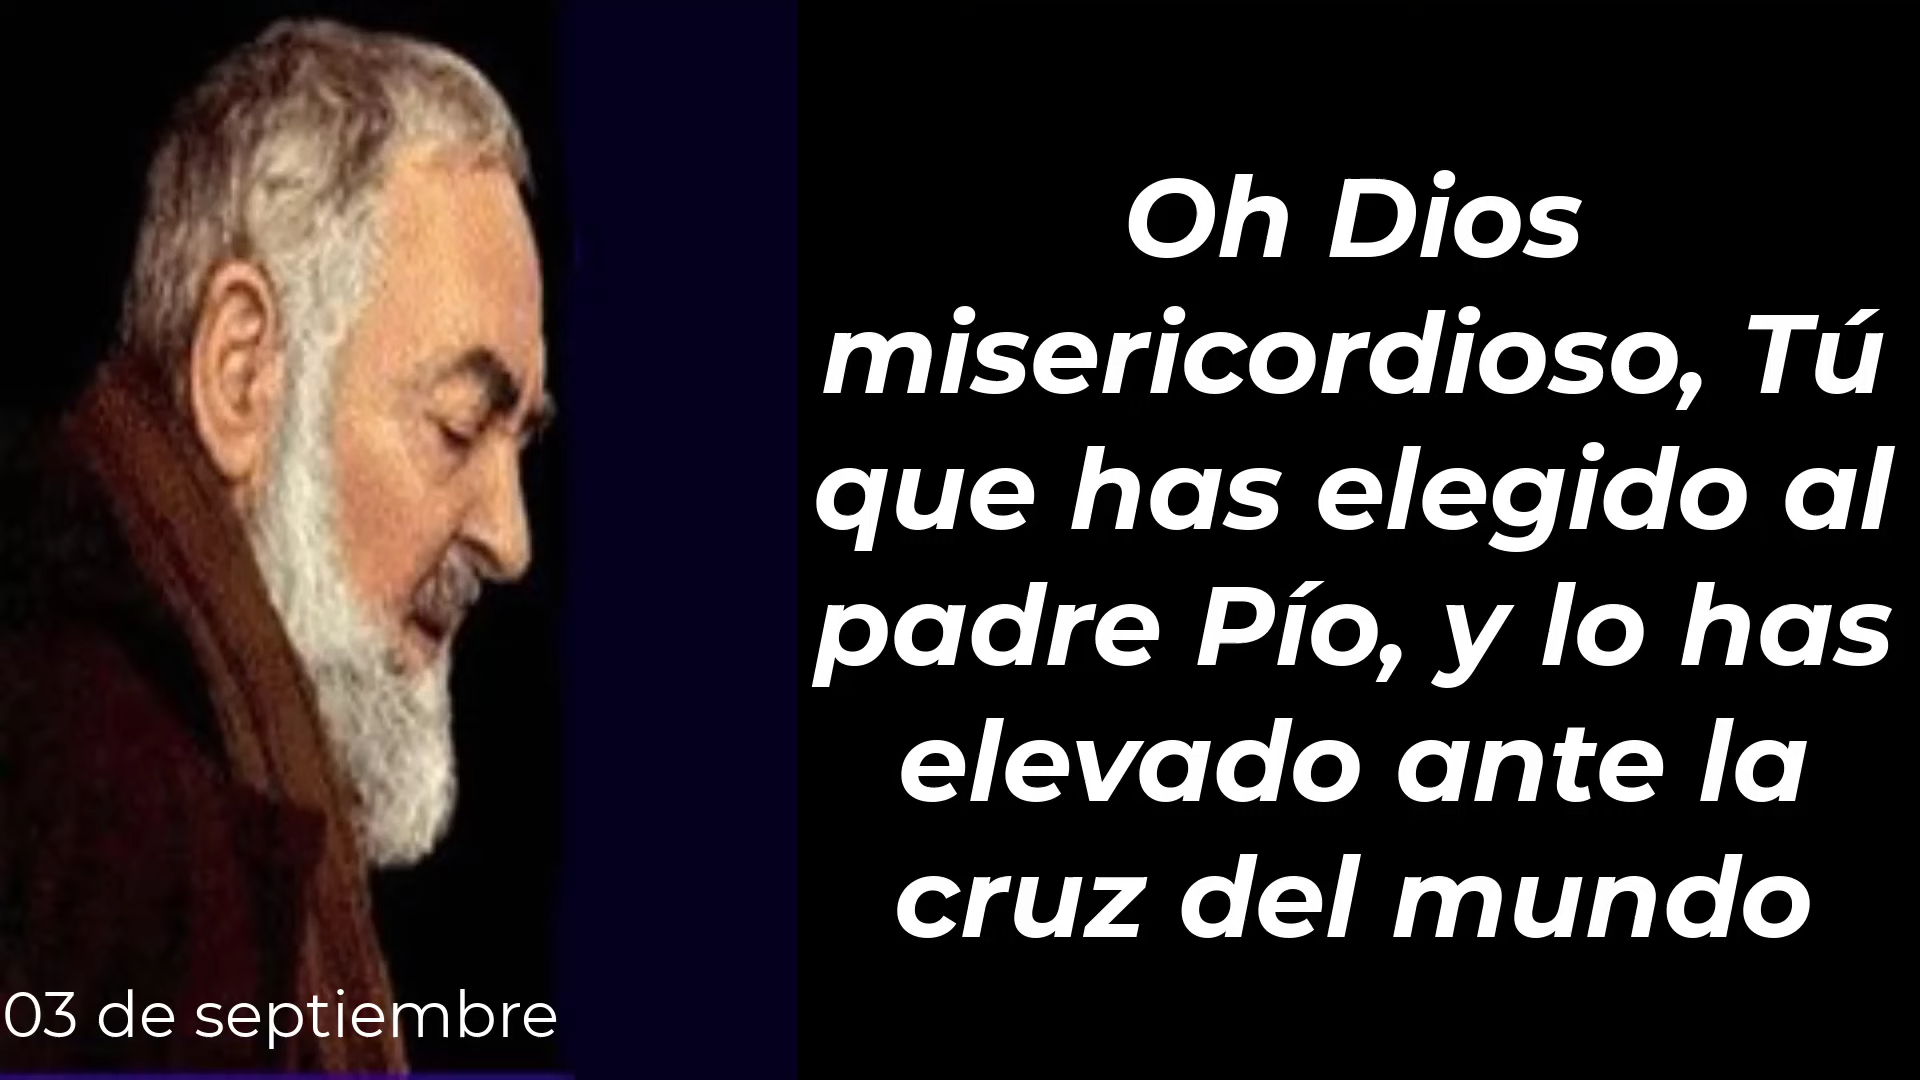 Oh Dios
misericordioso, Tú
que has elegido al
padre Pío, y lo has
elevado ante la
cruz del mundo
03 de septiembre